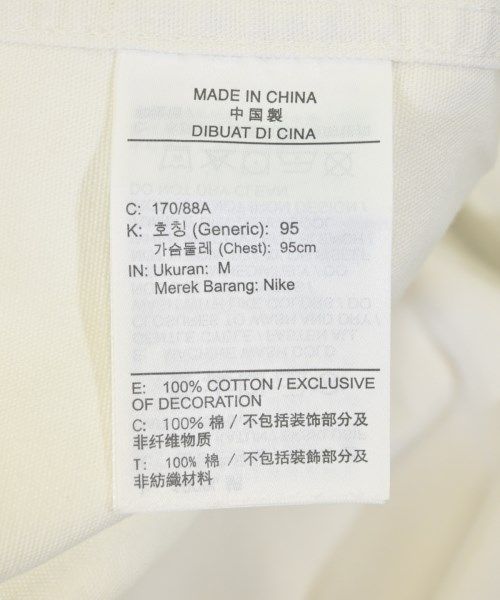 MADE IN CHINA
中国製
DIBUAT DI CINA
C: 170/88A
K: 호칭 (Generic): 95
가슴둘레 (Chest): 95cm
IN: Ukuran: M
Merek Barang: Nike
E: 100% COTTON / EXCLUSIVE
OF DECORATION
C: 100% 棉 / 不包括装饰部分及
非纤维物质
T: 100% 棉 / 不包括裝飾部分及
非紡織材料